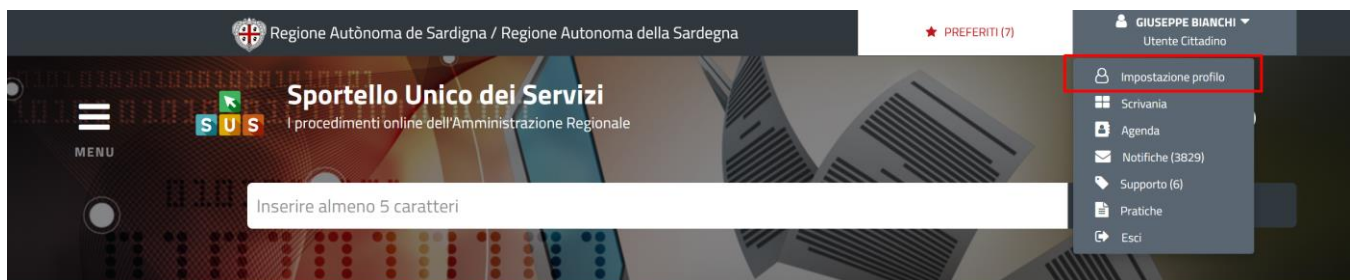 Regione Autònoma de Sardigna / Regione Autonoma della Sardegna
PREFERITI (7)
GIUSEPPE BIANCHI
Utente Cittadino
MENU
SUS
Sportello Unico dei Servizi
I procedimenti online dell'Amministrazione Regionale
Inserire almeno 5 caratteri
Impostazione profilo
Scrivania
Agenda
Notifiche (3829)
Supporto (6)
Pratiche
Esci